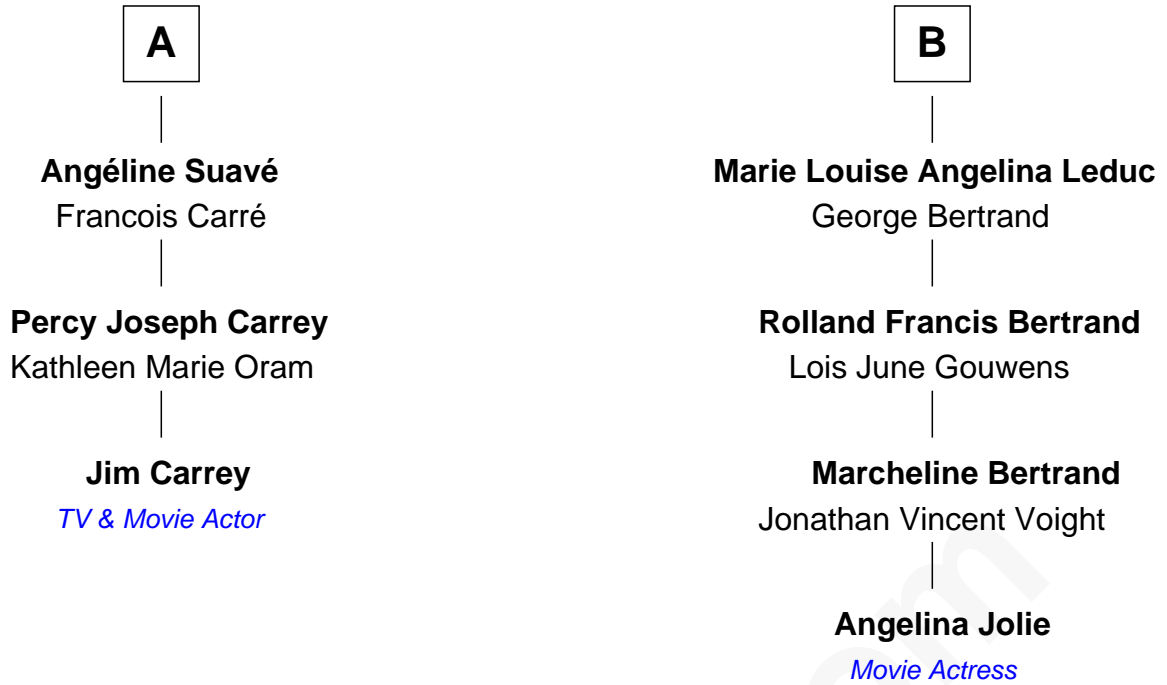 A
Angéline Suavé
Francois Carré
Percy Joseph Carrey
Kathleen Marie Oram
Jim Carrey
TV & Movie Actor
B
Marie Louise Angelina Leduc
George Bertrand
Rolland Francis Bertrand
Lois June Gouwens
Marcheline Bertrand
Jonathan Vincent Voight
Angelina Jolie
Movie Actress
om